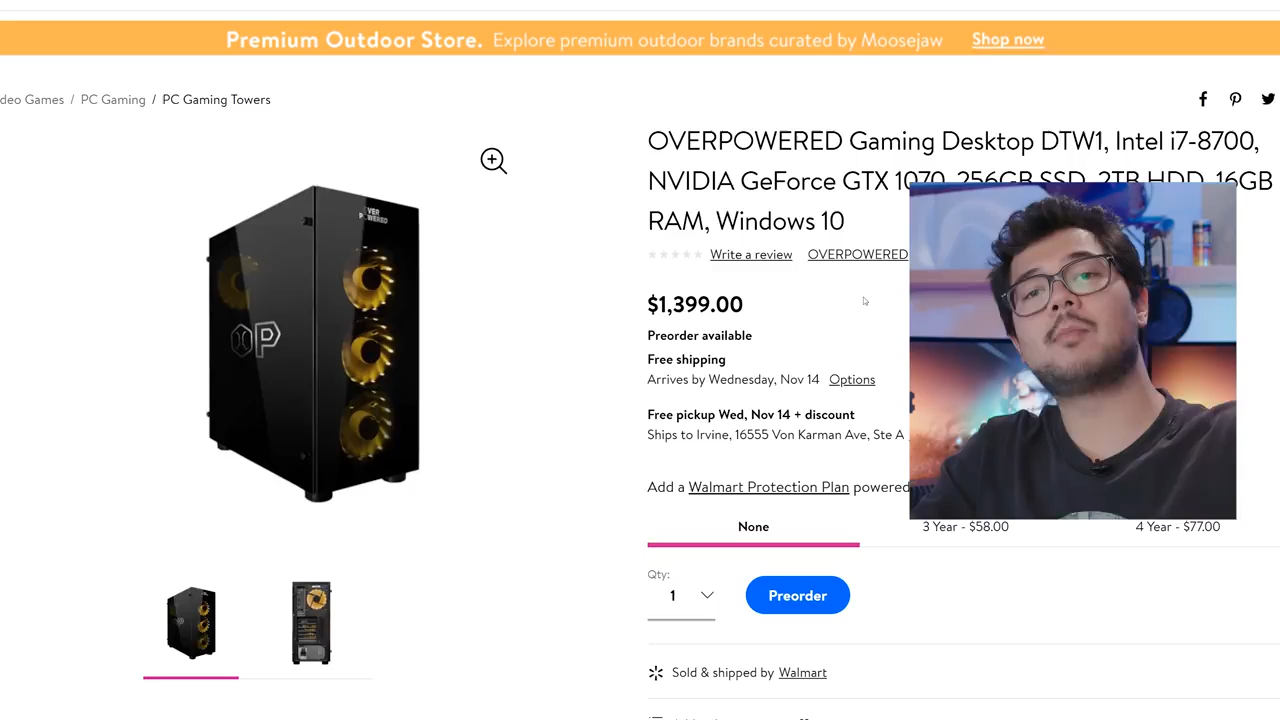 Premium Outdoor Store. Explore premium outdoor brands curated by Moosejaw Shop now
deo Games / PC Gaming / PC Gaming Towers
OVERPOWERED Gaming Desktop DTW1, Intel i7-8700,
NVIDIA GeForce GTX 1070, 256GB SSD, 2TB HDD, 16GB
RAM, Windows 10
Write a review OVERPOWERED
$1,399.00
Preorder available
Free shipping
Arrives by Wednesday, Nov 14 Options
Free pickup Wed, Nov 14 + discount
Ships to Irvine, 16555 Von Karman Ave, Ste A
Add a Walmart Protection Plan powered
None 3 Year - $58.00 4 Year - $77.00
Qty:
1 Preorder
Sold & shipped by Walmart
OP